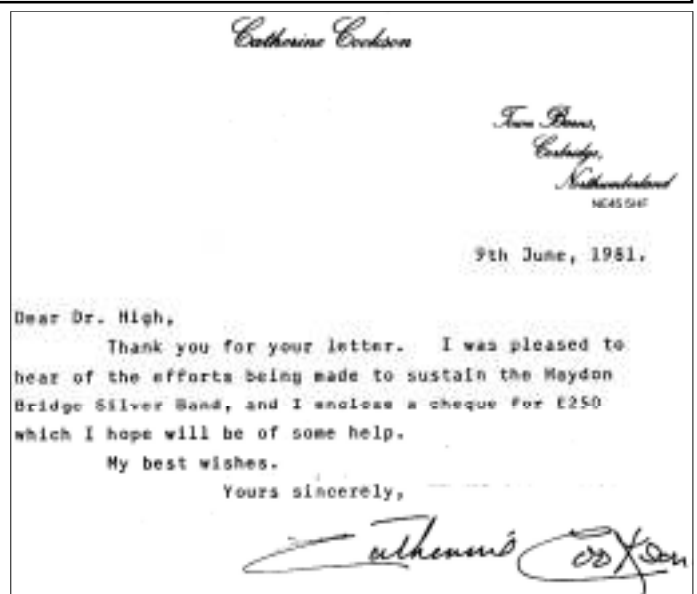 Catherine Cookson
Town Barns,
Corbridge,
Northumberland
NE45 5HF
9th June, 1981.
Dear Dr. High,
Thank you for your letter. I was pleased to
hear of the efforts being made to sustain the Haydon
Bridge Silver Band, and I enclose a cheque for £250
which I hope will be of some help.
My best wishes.
Yours sincerely,
Catherine Cookson